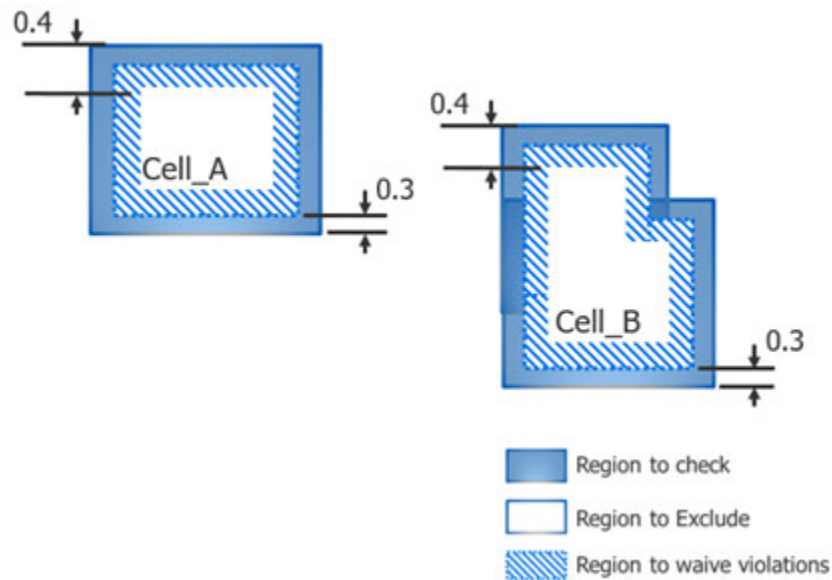 0.4
Cell_A
0.3
0.4
Cell_B
0.3
Region to check
Region to Exclude
Region to waive violations